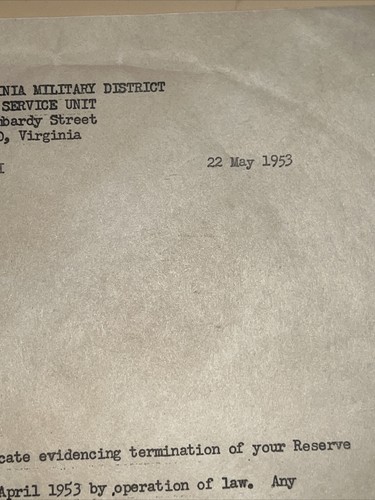 NIA MILITARY DISTRICT
SERVICE UNIT
mbardy Street
, Virginia
22 May 1953
cate evidencing termination of your Reserve
April 1953 by operation of law. Any